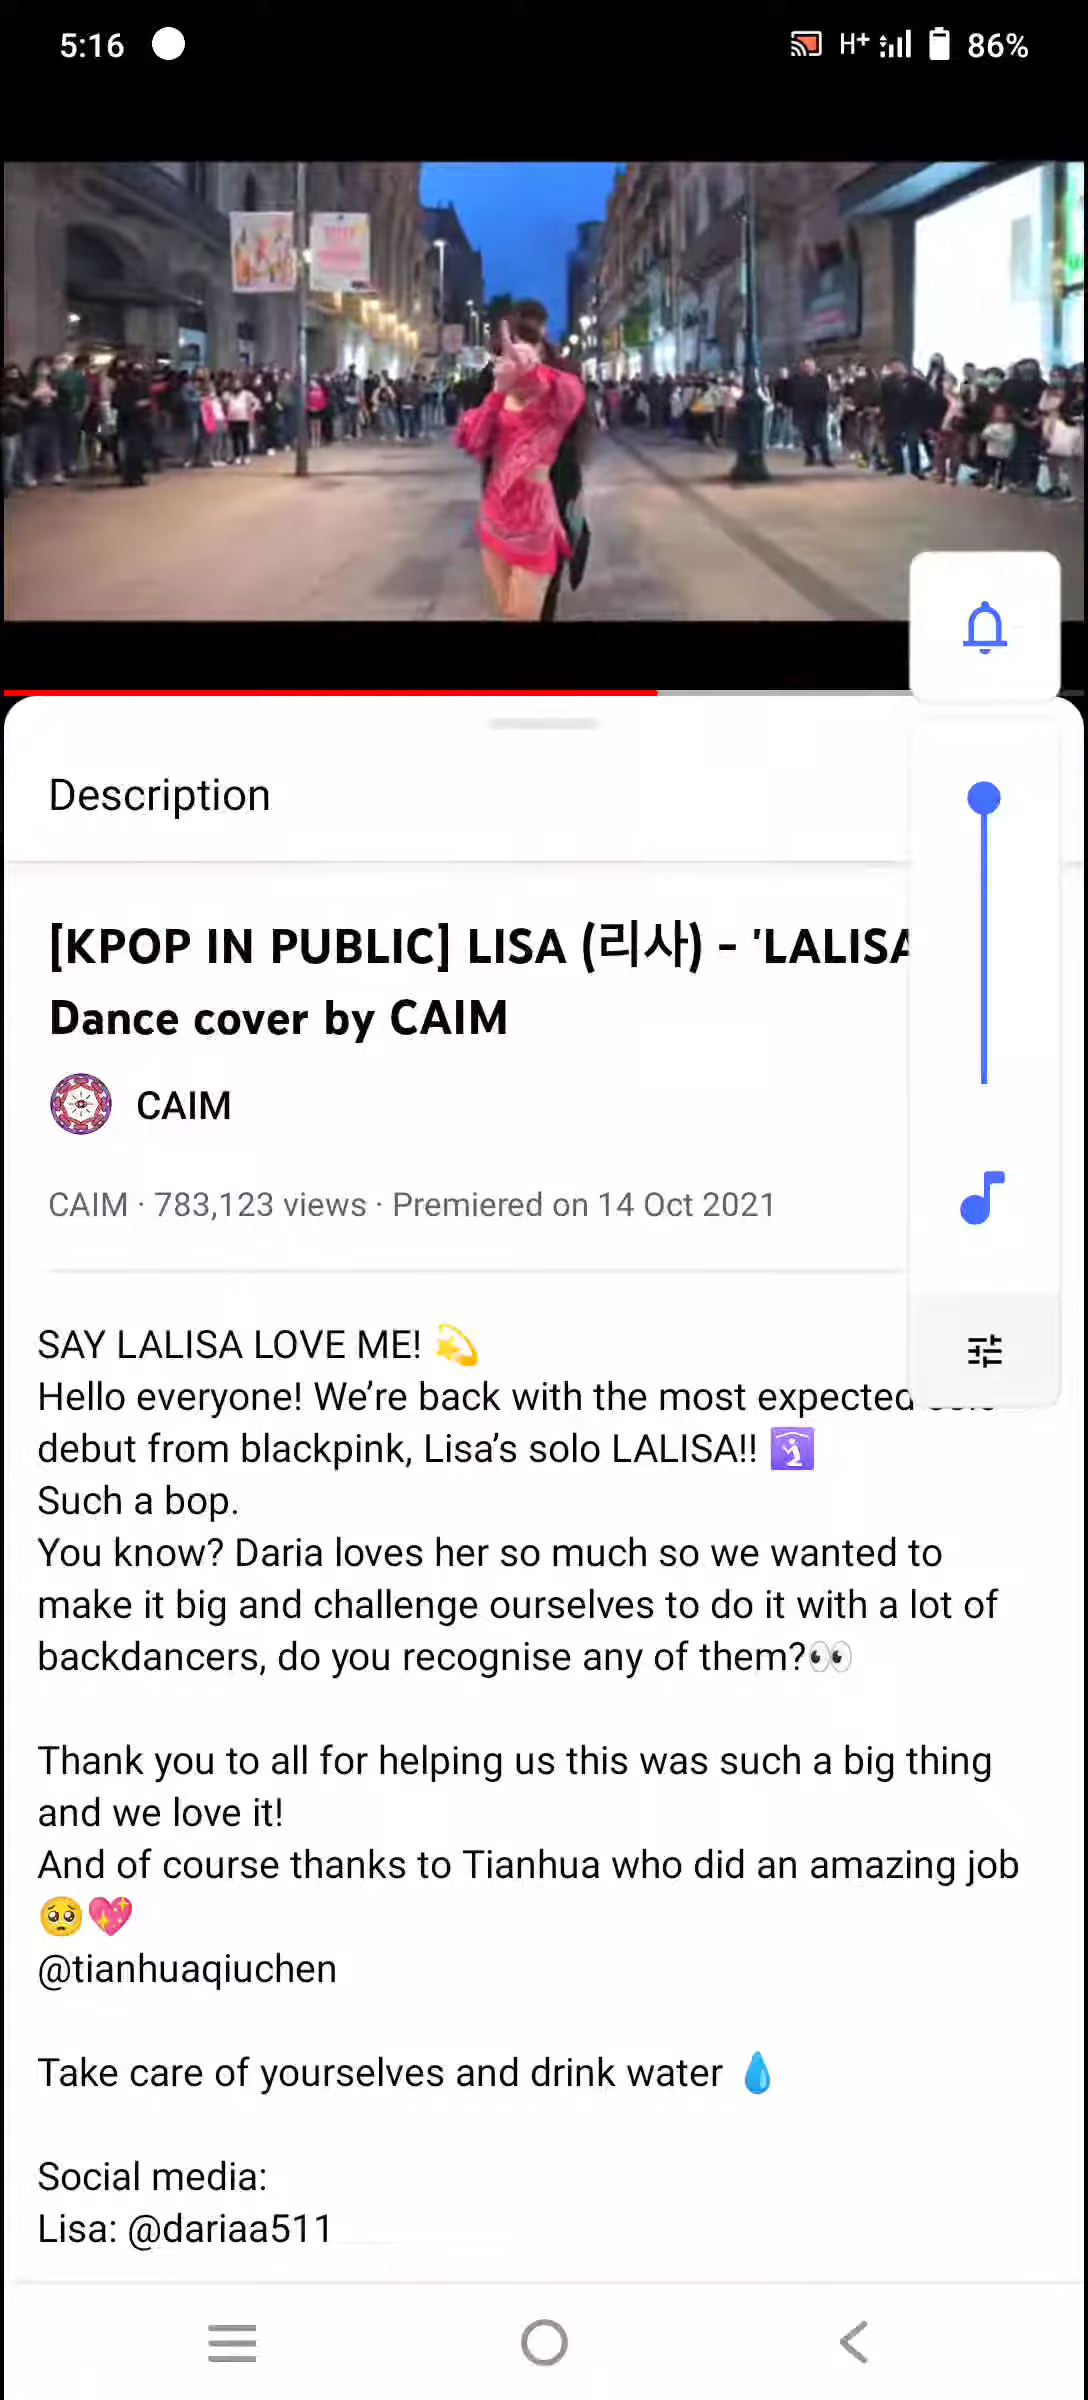 5:16
H+
86%
Description
[KPOP IN PUBLIC] LISA (리사) - 'LALISA
Dance cover by CAIM
CAIM
CAIM · 783,123 views · Premiered on 14 Oct 2021
SAY LALISA LOVE ME! 💫
Hello everyone! We’re back with the most expected
debut from blackpink, Lisa’s solo LALISA!! 🛐
Such a bop.
You know? Daria loves her so much so we wanted to
make it big and challenge ourselves to do it with a lot of
backdancers, do you recognise any of them?👀
Thank you to all for helping us this was such a big thing
and we love it!
And of course thanks to Tianhua who did an amazing job
🥺💖
@tianhuaqiuchen
Take care of yourselves and drink water 💧
Social media:
Lisa: @dariaa511